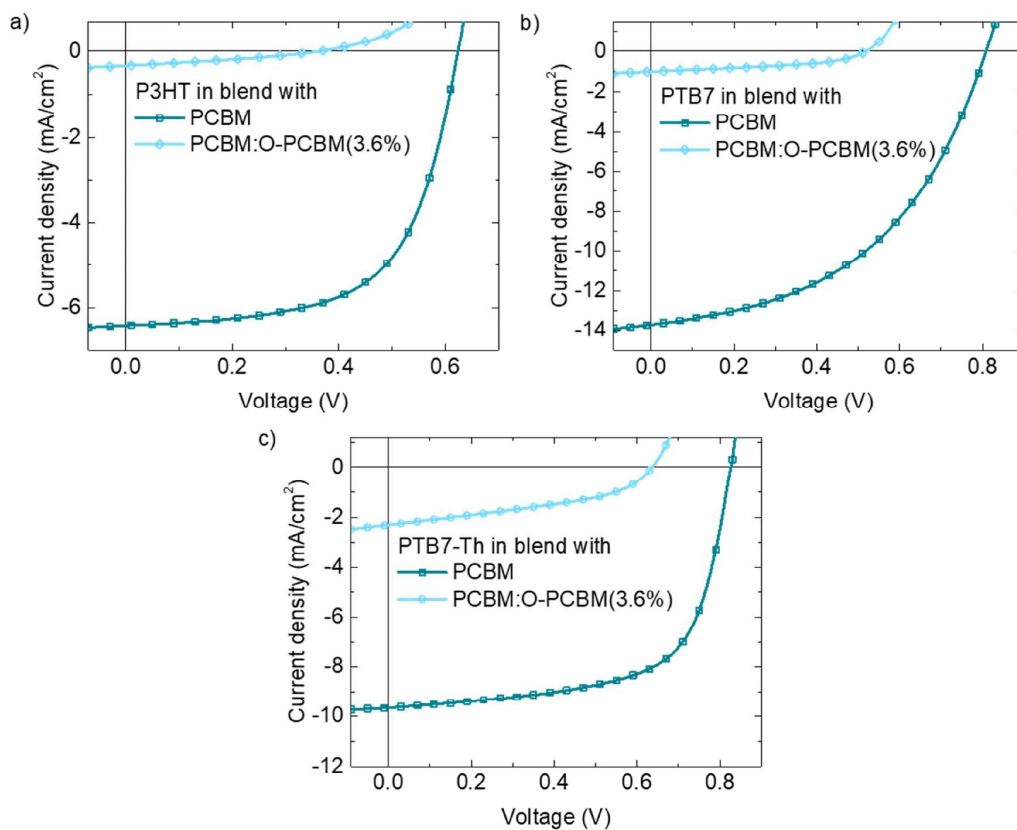 a)
0
-2
-4
-6
Current density (mA/cm²)
P3HT in blend with
PCBM
PCBM:O-PCBM(3.6%)
0.0 0.2 0.4 0.6
Voltage (V)
b)
0
-2
-4
-6
-8
-10
-12
-14
Current density (mA/cm²)
PTB7 in blend with
PCBM
PCBM:O-PCBM(3.6%)
0.0 0.2 0.4 0.6 0.8
Voltage (V)
c)
0
-2
-4
-6
-8
-10
-12
Current density (mA/cm²)
PTB7-Th in blend with
PCBM
PCBM:O-PCBM(3.6%)
0.0 0.2 0.4 0.6 0.8
Voltage (V)